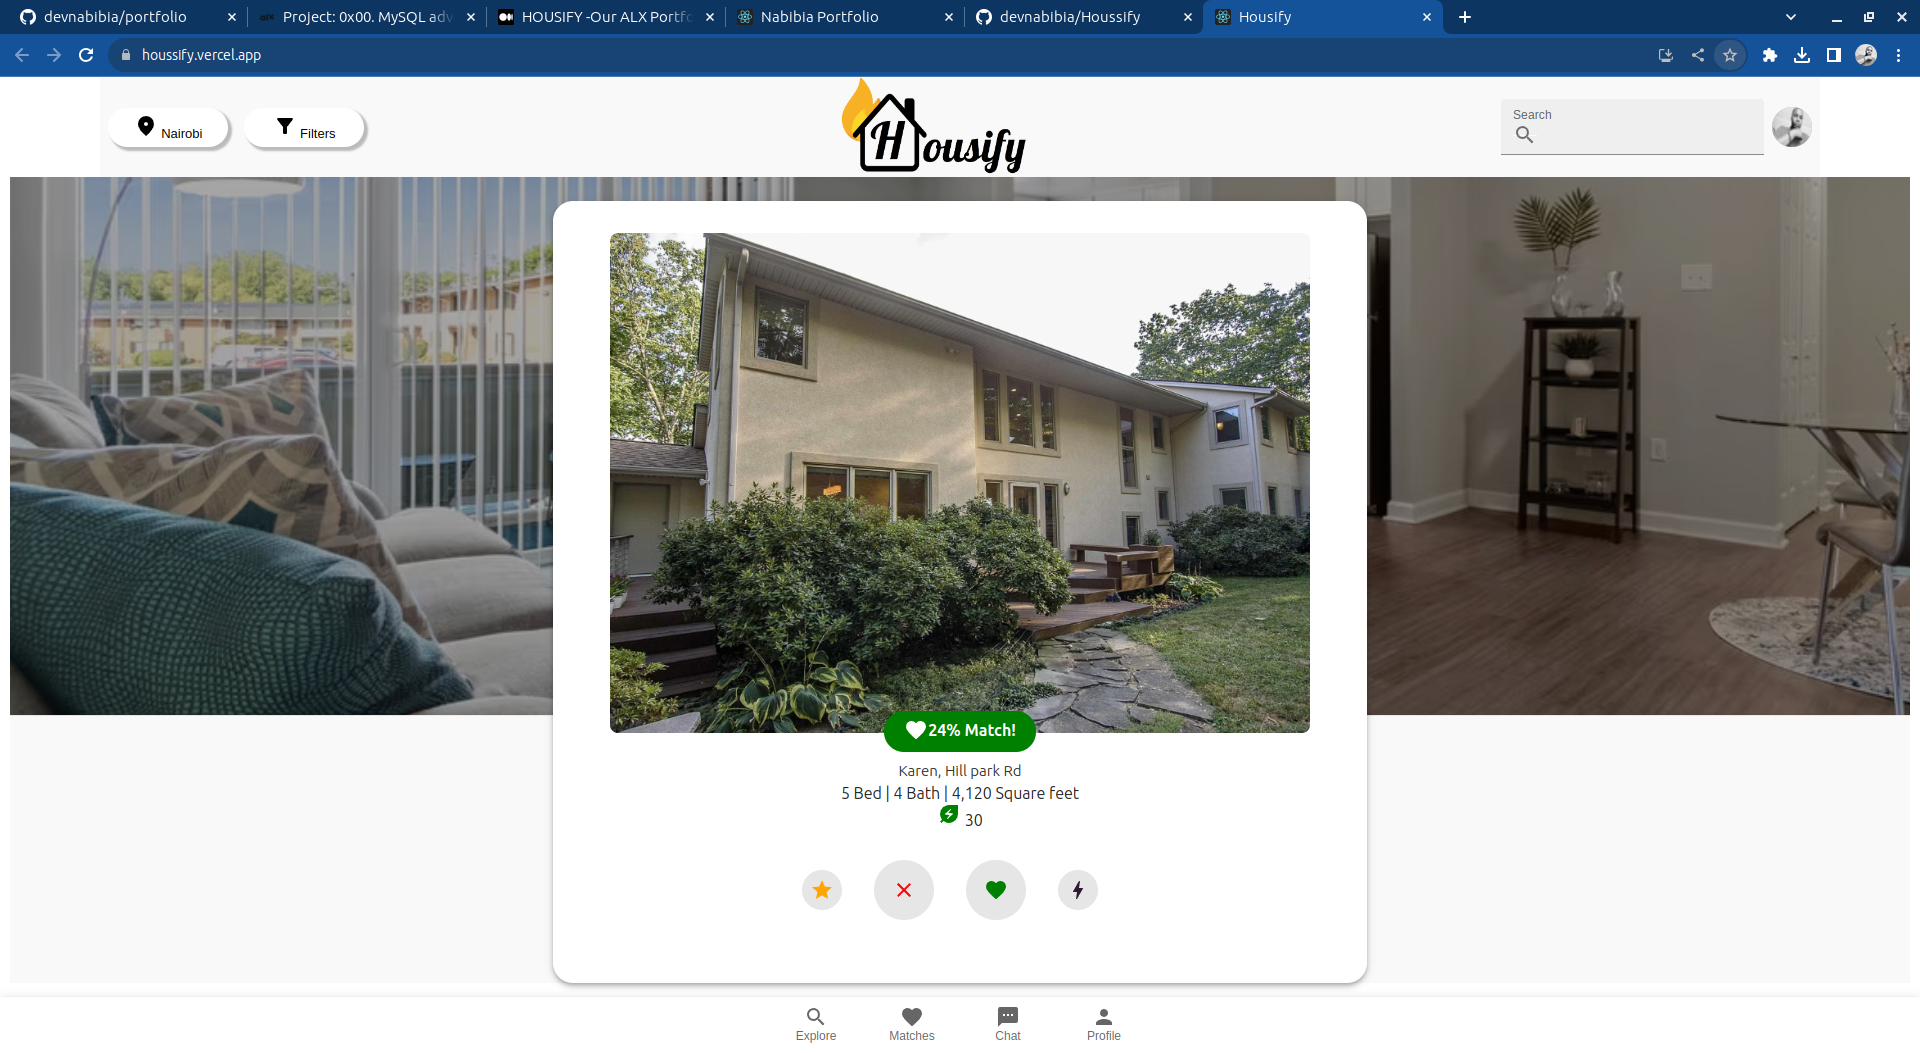 devnabibia/portfolio
Project: 0x00. MySQL adv
HOUSIFY -Our ALX Portfo
Nabibia Portfolio
devnabibia/Houssify
Housify
houssify.vercel.app
Nairobi
Filters
Housify
Search
24% Match!
Karen, Hill park Rd
5 Bed | 4 Bath | 4,120 Square feet
30
Explore
Matches
Chat
Profile